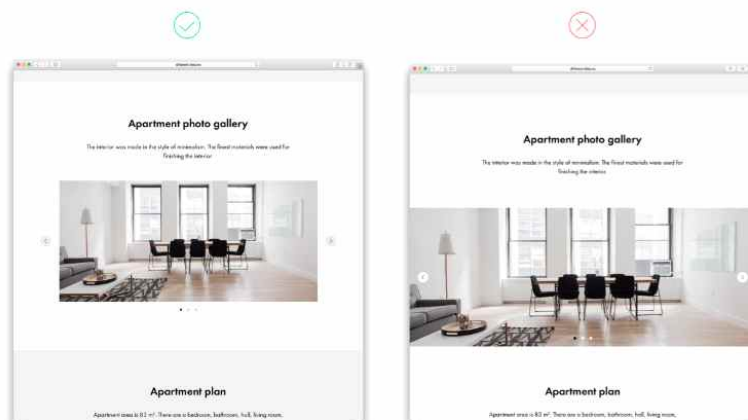 Apartment photo gallery
The interior was made in the style of minimalism. The finest materials were used for
finishing the interior
Apartment plan
Apartment area is 83 m². There are a bedroom, bathroom, hall, living room,
Apartment photo gallery
The interior was made in the style of minimalism. The finest materials were used for
finishing the interior
Apartment plan
Apartment area is 83 m². There are a bedroom, bathroom, hall, living room,